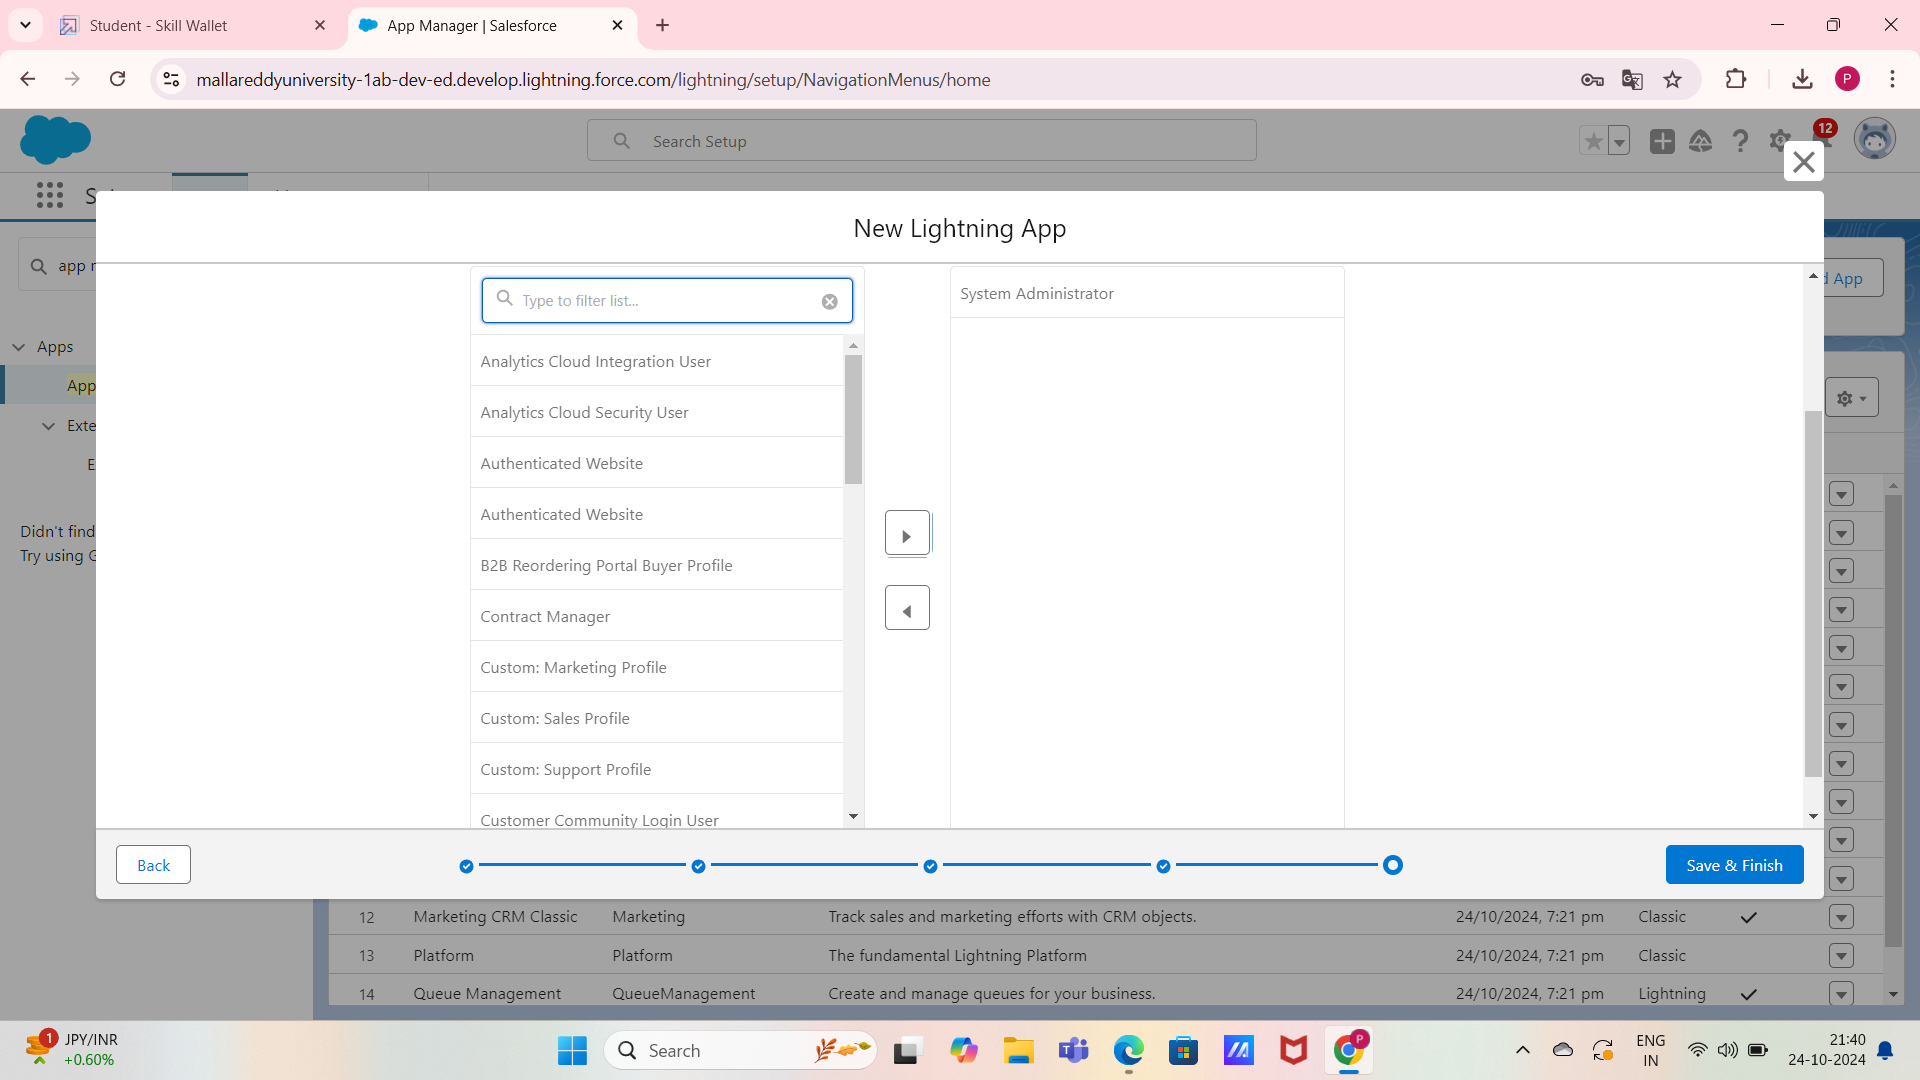 Student - Skill Wallet
App Manager | Salesforce
mallareddyuniversity-1ab-dev-ed.develop.lightning.force.com/lightning/setup/NavigationMenus/home
P
Search Setup
12
New Lightning App
app
d App
Type to filter list...
System Administrator
Apps
App
Exte
E
Didn't find
Try using G
Analytics Cloud Integration User
Analytics Cloud Security User
Authenticated Website
Authenticated Website
B2B Reordering Portal Buyer Profile
Contract Manager
Custom: Marketing Profile
Custom: Sales Profile
Custom: Support Profile
Customer Community Login User
Back
Save & Finish
12 Marketing CRM Classic Marketing Track sales and marketing efforts with CRM objects. 24/10/2024, 7:21 pm Classic
13 Platform Platform The fundamental Lightning Platform 24/10/2024, 7:21 pm Classic
14 Queue Management QueueManagement Create and manage queues for your business. 24/10/2024, 7:21 pm Lightning
1
JPY/INR
+0.60%
Search
P
ENG
IN
21:40
24-10-2024